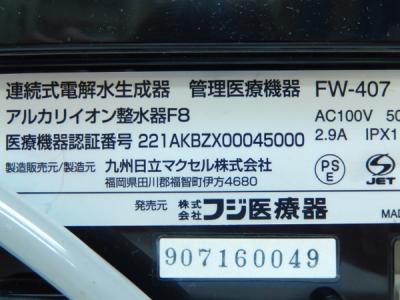 連続式電解水生成器 管理医療機器 FW-407
アルカリイオン整水器F8 AC100V 50
医療機器認証番号 221AKBZX00045000 2.9A IPX1
製造販売元/製造元 九州日立マクセル株式会社
福岡県田川郡福智町伊方4680
PS
E
S
JET
発売元 株式会社フジ医療器
MAD
907160049